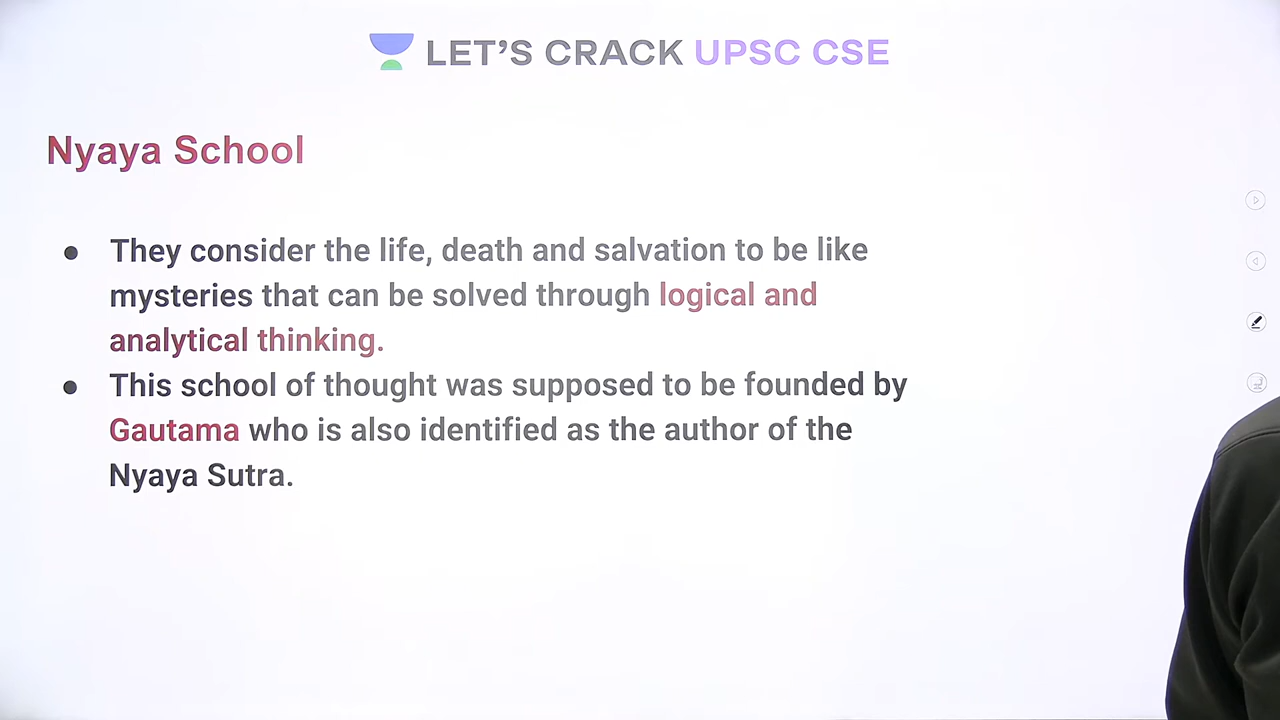 LET'S CRACK UPSC CSE
Nyaya School
● They consider the life, death and salvation to be like
mysteries that can be solved through logical and
analytical thinking.
● This school of thought was supposed to be founded by
Gautama who is also identified as the author of the
Nyaya Sutra.